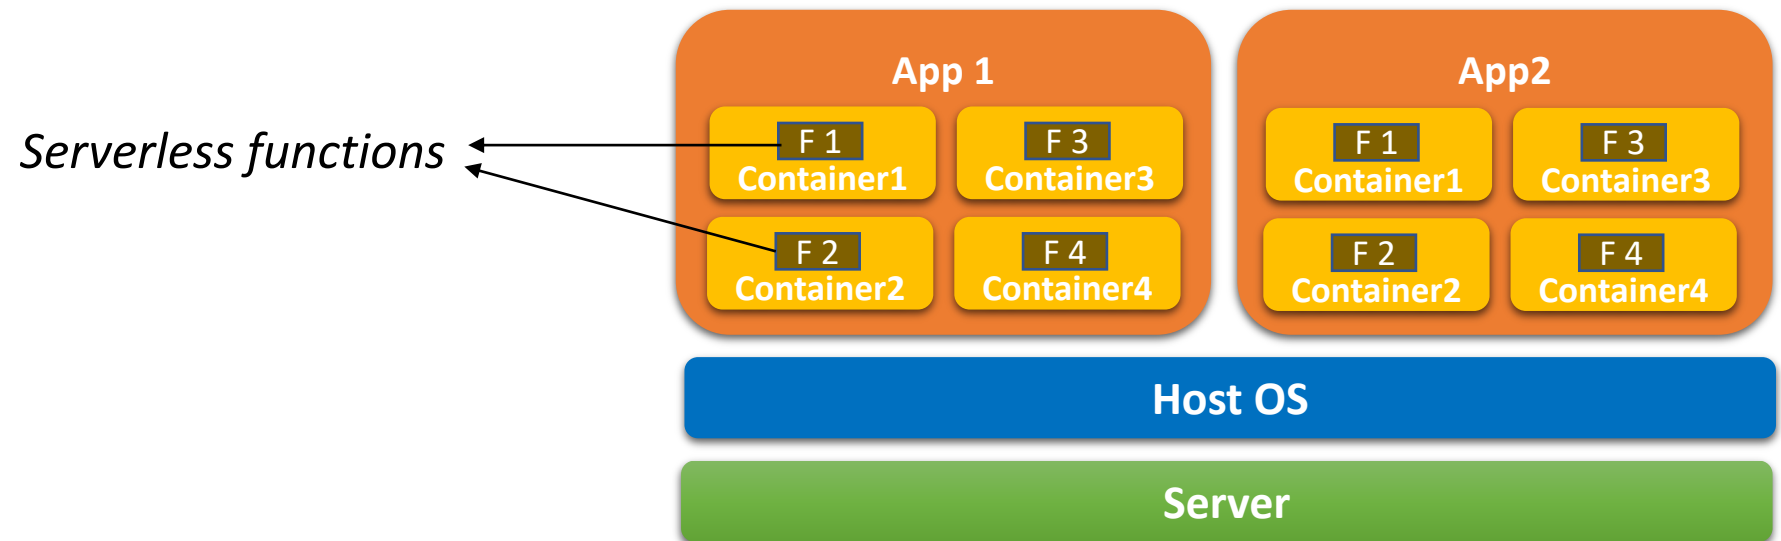 Serverless functions
App 1
F 1
Container1
F 3
Container3
F 2
Container2
F 4
Container4
App2
F 1
Container1
F 3
Container3
F 2
Container2
F 4
Container4
Host OS
Server